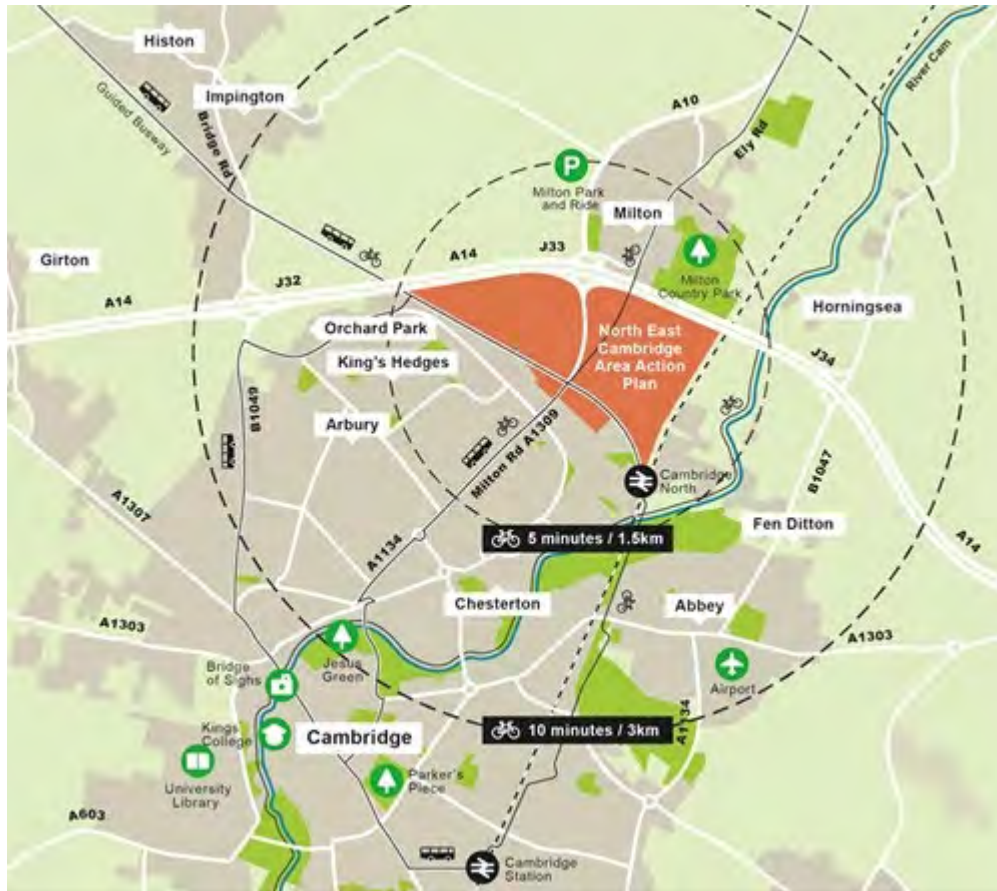 Histon
Impington
Guided Busway
Bridge Rd
A10
Ely Rd
River Cam
P
Milton Park
and Ride
Milton
Girton
A14
J32
A14
J33
Milton
Country Park
Horningsea
Orchard Park
King's Hedges
North East
Cambridge
Area Action
Plan
J34
B1049
Arbury
Milton Rd A1309
Cambridge
North
B1047
A1307
5 minutes / 1.5km
Fen Ditton
A14
A1134
Chesterton
Abbey
A1303
A1303
Jesus
Green
Bridge
of Sighs
Airport
A1134
Kings
College
Cambridge
10 minutes / 3km
University
Library
Parker's
Piece
A603
Cambridge
Station